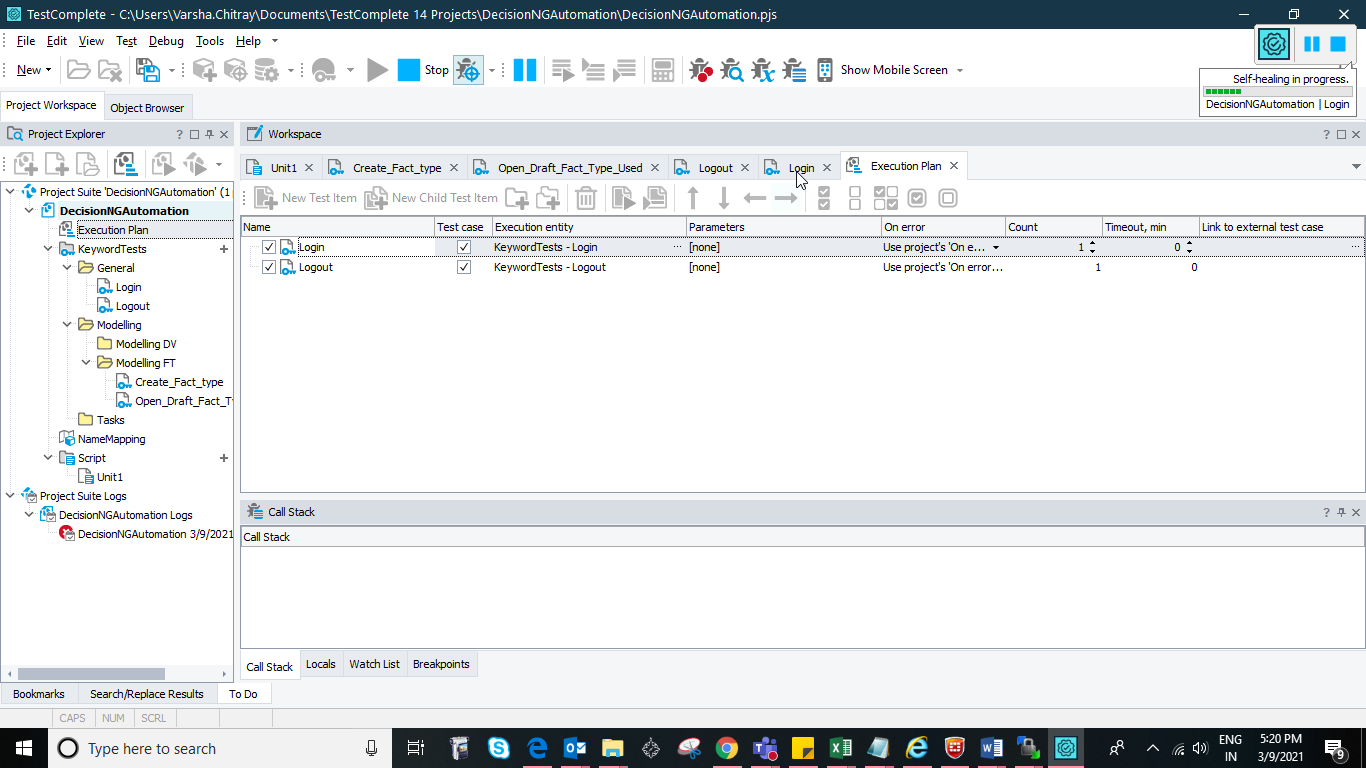 TestComplete - C:\Users\Varsha.Chitray\Documents\TestComplete 14 Projects\DecisionNGAutomation\DecisionNGAutomation.pjs
File Edit View Test Debug Tools Help
New Stop Show Mobile Screen
Self-healing in progress.
DecisionNGAutomation | Login
Project Workspace Object Browser
Project Explorer ?
Workspace ?
Unit1 Create_Fact_type Open_Draft_Fact_Type_Used Logout Login Execution Plan
New Test Item New Child Test Item
Name Test case Execution entity Parameters On error Count Timeout, min Link to external test case
Login KeywordTests - Login ... [none] Use project's 'On e... 1 0 ...
Logout KeywordTests - Logout [none] Use project's 'On error... 1 0
Project Suite 'DecisionNGAutomation' (1
DecisionNGAutomation
Execution Plan
KeywordTests +
General
Login
Logout
Modelling
Modelling DV
Modelling FT
Create_Fact_type
Open_Draft_Fact_T
Tasks
NameMapping
Script +
Unit1
Project Suite Logs
DecisionNGAutomation Logs
DecisionNGAutomation 3/9/2021
Call Stack ?
Call Stack
Call Stack Locals Watch List Breakpoints
Bookmarks Search/Replace Results To Do
CAPS NUM SCRL
Type here to search
ENG
IN
5:20 PM
3/9/2021
9